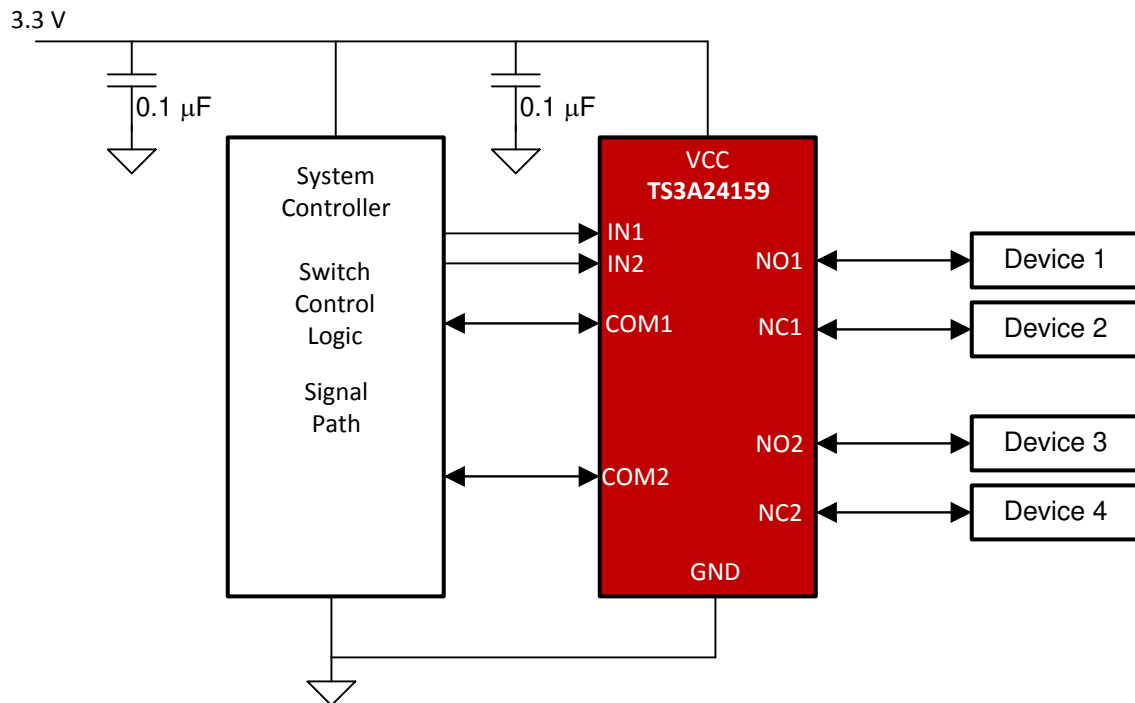 3.3 V
0.1 μF
0.1 μF
System
Controller
Switch
Control
Logic
Signal
Path
VCC
TS3A24159
IN1
IN2
COM1
COM2
NO1
NC1
NO2
NC2
GND
Device 1
Device 2
Device 3
Device 4